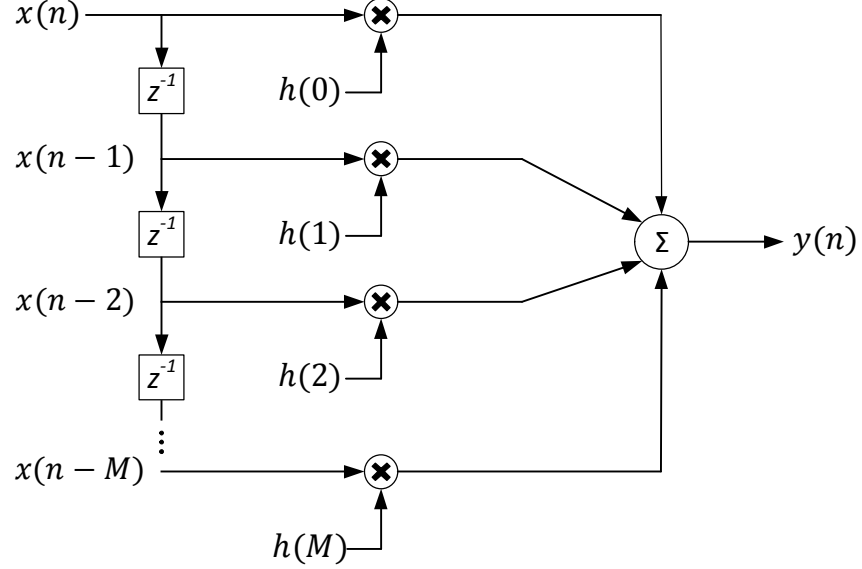 x(n)
z⁻¹
h(0)
x(n − 1)
z⁻¹
h(1)
Σ
y(n)
x(n − 2)
z⁻¹
h(2)
⋮
x(n − M)
h(M)